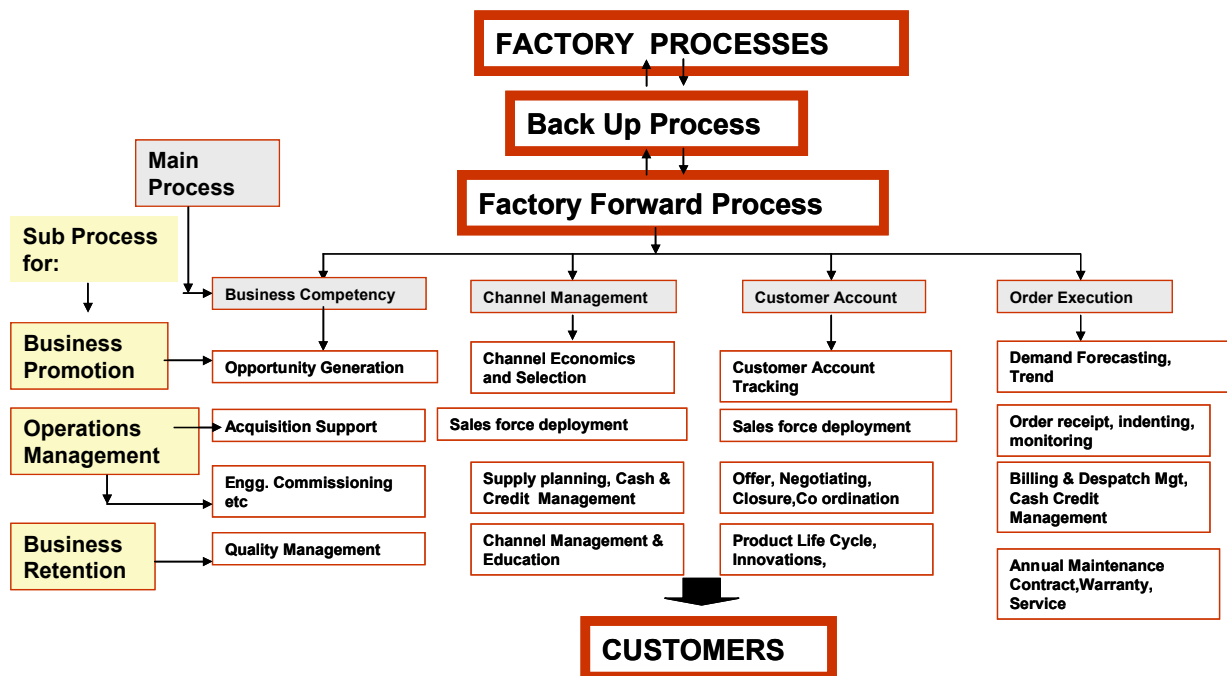 FACTORY PROCESSES
Back Up Process
Main
Process
Factory Forward Process
Sub Process
for:
Business Competency
Channel Management
Customer Account
Order Execution
Business
Promotion
Opportunity Generation
Channel Economics
and Selection
Customer Account
Tracking
Demand Forecasting,
Trend
Operations
Management
Acquisition Support
Sales force deployment
Sales force deployment
Order receipt, indenting,
monitoring
Engg. Commissioning
etc
Supply planning, Cash &
Credit Management
Offer, Negotiating,
Closure,Co ordination
Billing & Despatch Mgt,
Cash Credit
Management
Business
Retention
Quality Management
Channel Management &
Education
Product Life Cycle,
Innovations,
Annual Maintenance
Contract,Warranty,
Service
CUSTOMERS